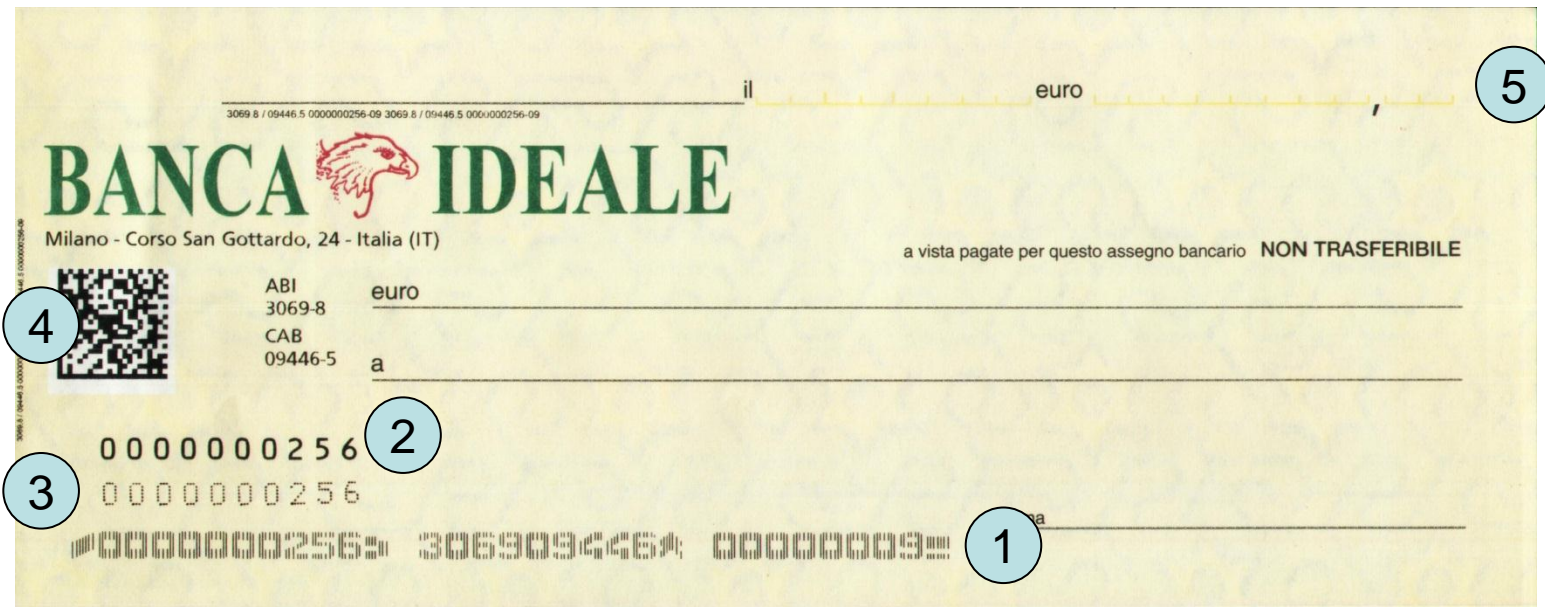 il euro , 5
3069 8 / 09446.5 0000000256-09 3069 8 / 09446.5 0000000256-09
BANCA IDEALE
Milano - Corso San Gottardo, 24 - Italia (IT)
a vista pagate per questo assegno bancario NON TRASFERIBILE
4
ABI
3069-8
CAB
09446-5
euro
a
0000000256 2
3 0000000256
0000000256 306909446 00000009 1